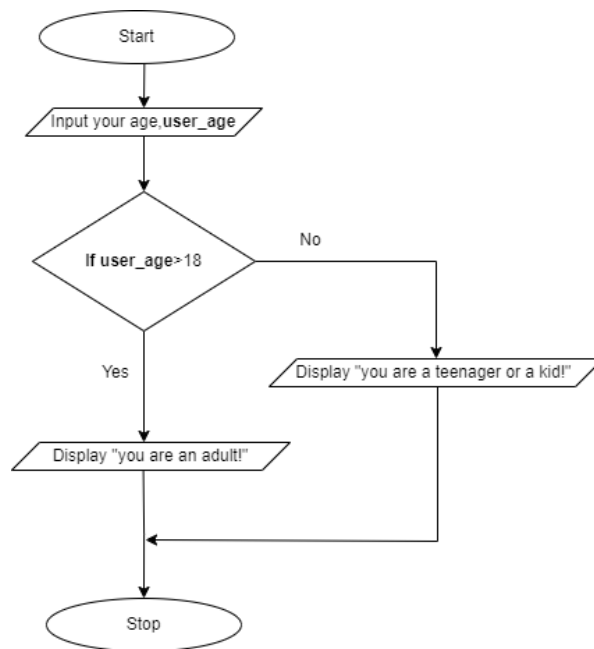 Start
Input your age,user_age
If user_age>18
No
Yes
Display "you are a teenager or a kid!"
Display "you are an adult!"
Stop